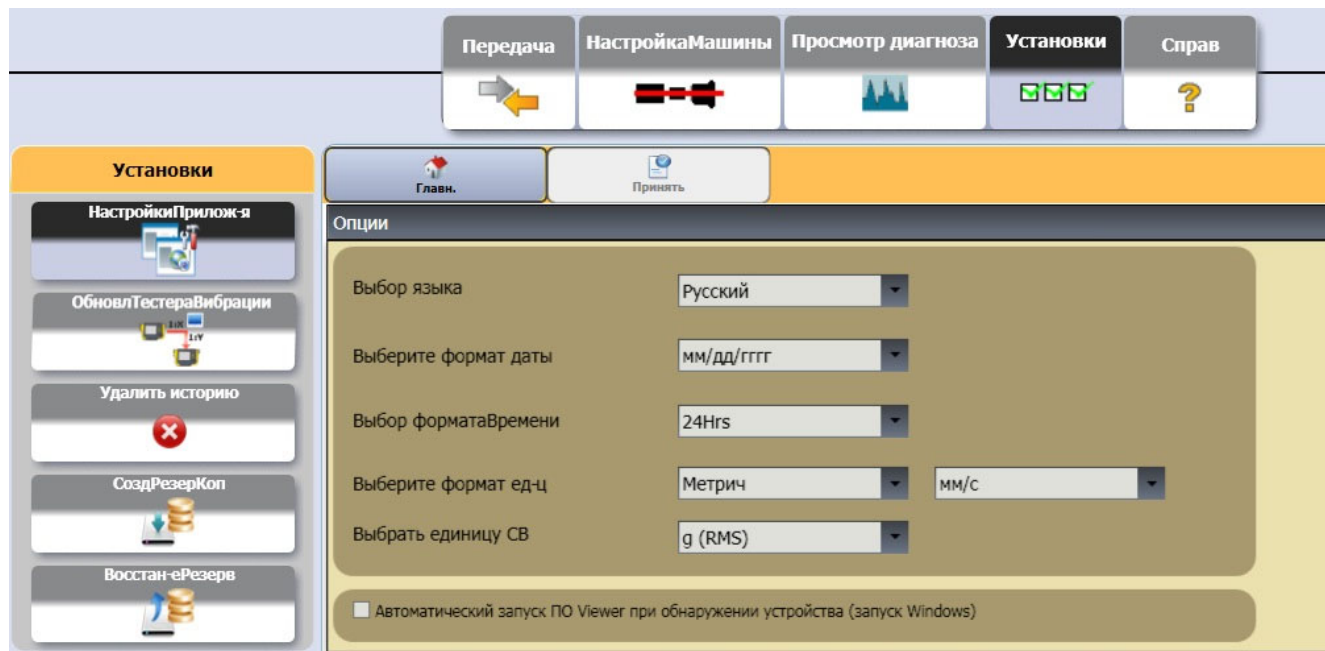 Передача
НастройкаМашины
Просмотр диагноза
Установки
Справ
Установки
Главн.
Принять
НастройкиПрилож-я
Опции
Выбор языка
Русский
ОбновлТестераВибрации
Выберите формат даты
мм/дд/гггг
Удалить историю
Выбор форматаВремени
24Hrs
СоздРезерКоп
Выберите формат ед-ц
Метрич
мм/с
Выбрать единицу СВ
g (RMS)
Восстан-еРезерв
Автоматический запуск ПО Viewer при обнаружении устройства (запуск Windows)